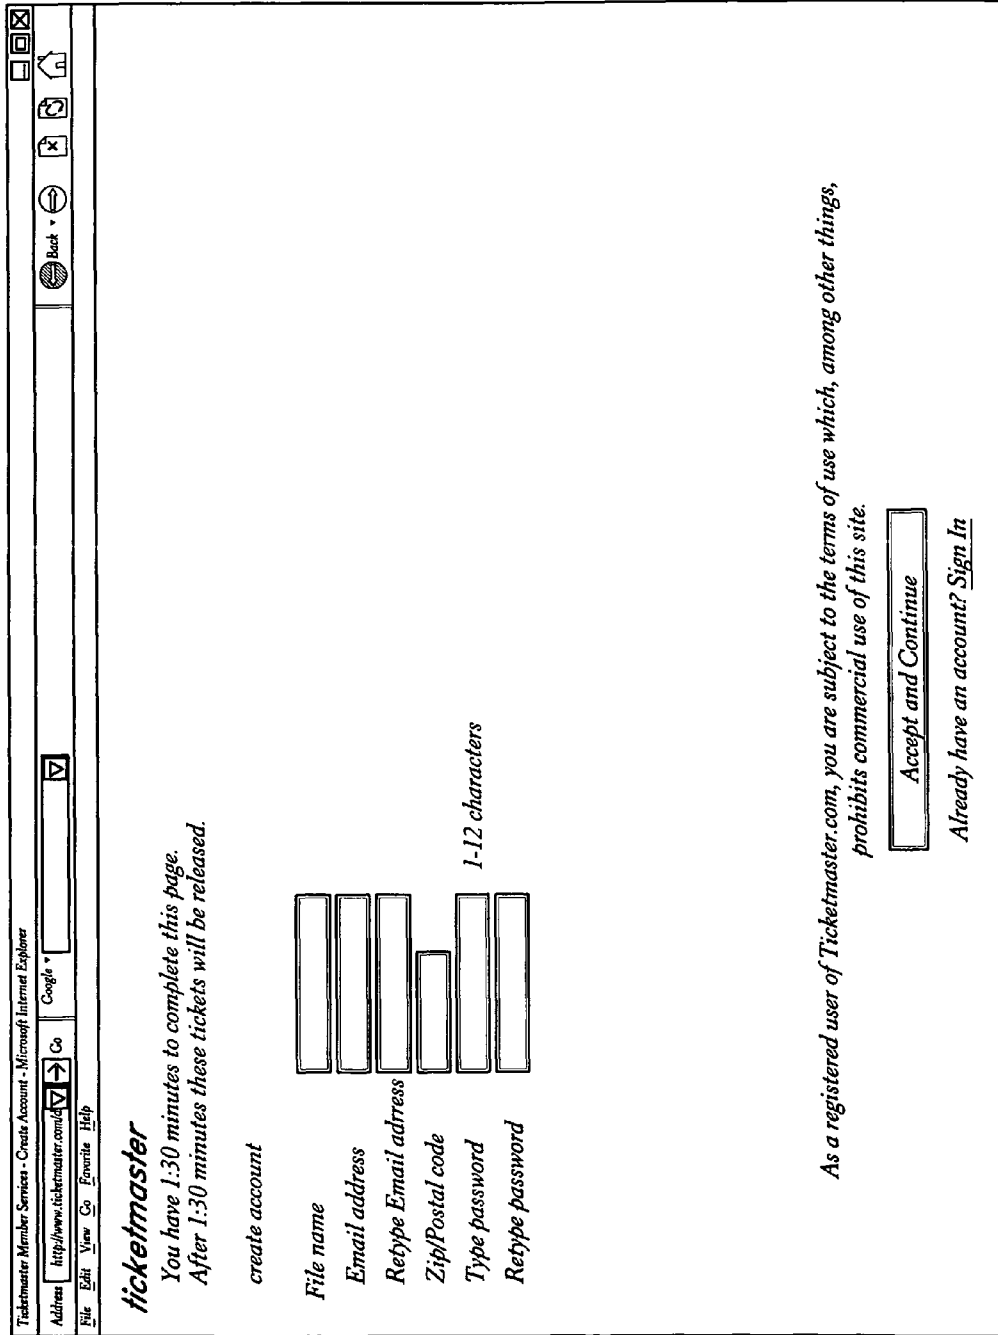 Ticketmaster Member Services - Create Account - Microsoft Internet Explorer
Address http://www.ticketmaster.com/c Go Google Back
File Edit View Go Favorite Help
ticketmaster
You have 1:30 minutes to complete this page.
After 1:30 minutes these tickets will be released.
create account
File name
Email address
Retype Email adrress
Zip/Postal code
Type password 1-12 characters
Retype password
As a registered user of Ticketmaster.com, you are subject to the terms of use which, among other things,
prohibits commercial use of this site.
Accept and Continue
Already have an account? Sign In